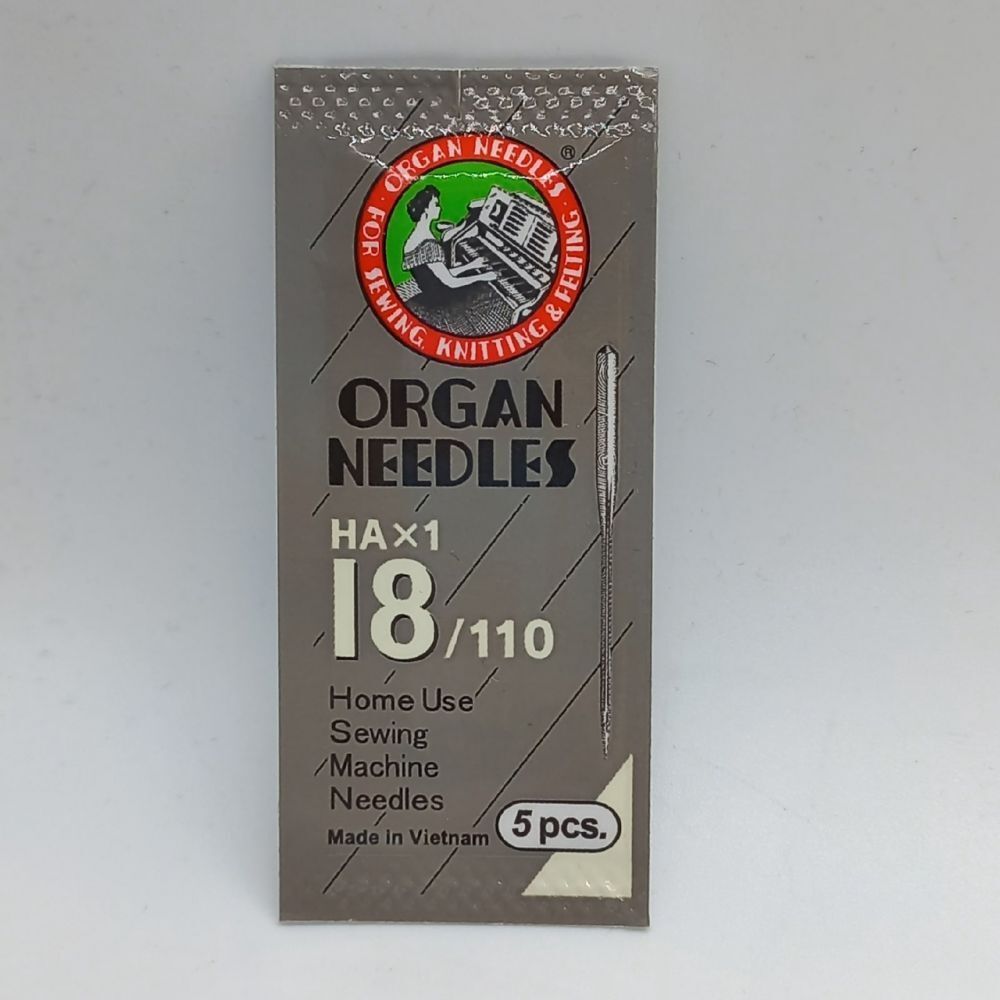 ORGAN NEEDLES ®
· FOR SEWING, KNITTING & FELTING ·
ORGAN
NEEDLES
HA×1
18/110
Home Use
Sewing
Machine
Needles
Made in Vietnam
5 pcs.